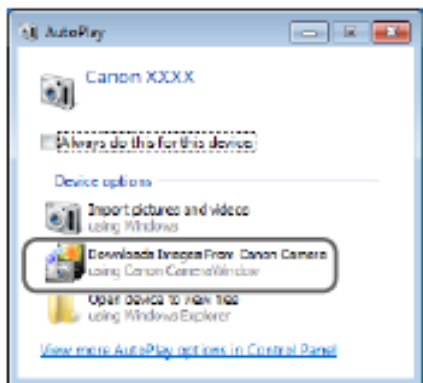 AutoPlay
Canon XXXX
Always do this for this device:
Device options
Import pictures and videos
using Windows
Downloads Images From Canon Camera
using Canon CameraWindow
Open device to view files
using Windows Explorer
View more AutoPlay options in Control Panel